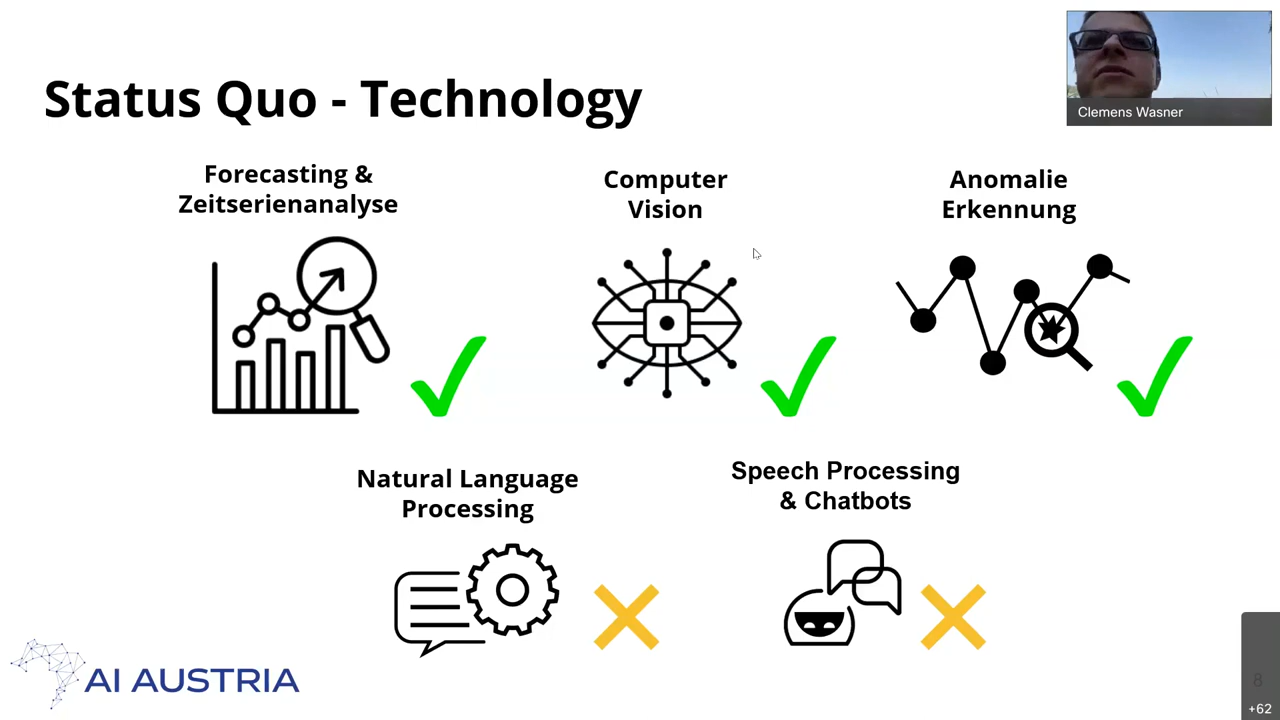 Status Quo - Technology
Clemens Wasner
Forecasting &
Zeitserienanalyse
Computer
Vision
Anomalie
Erkennung
Natural Language
Processing
Speech Processing
& Chatbots
AI AUSTRIA
8
+62